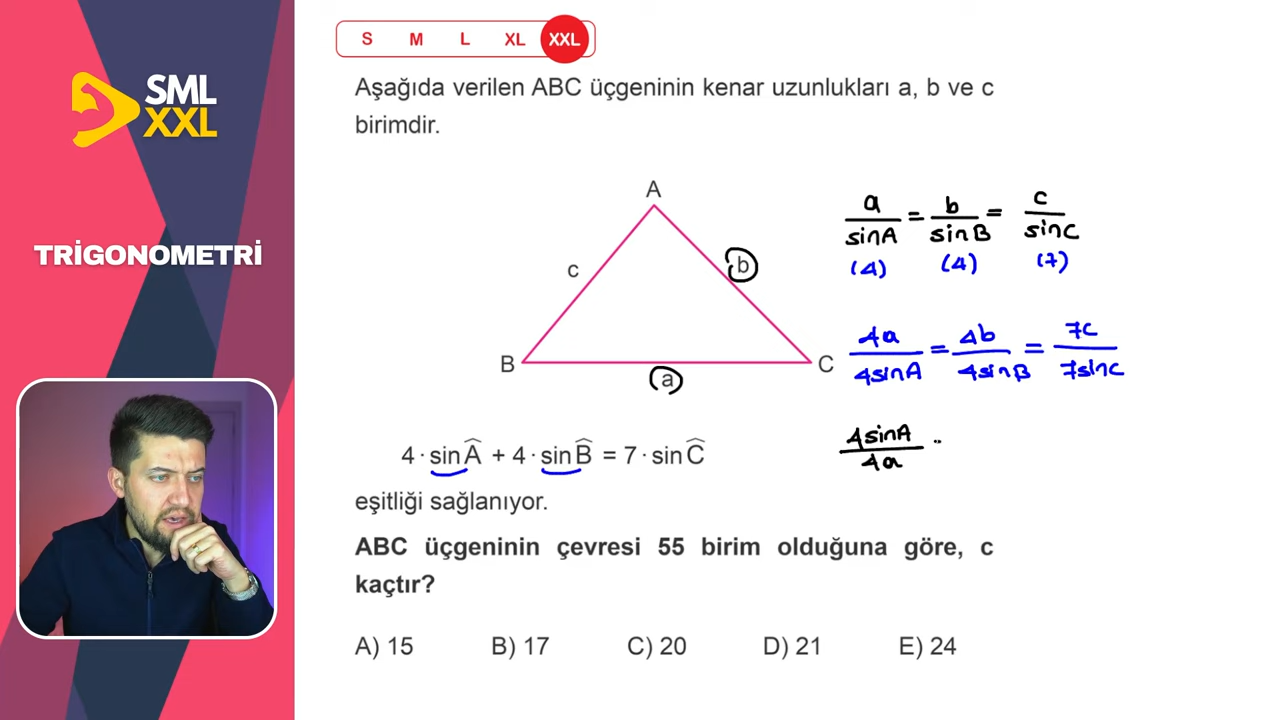 S M L XL XXL
SML
XXL
TRİGONOMETRİ
Aşağıda verilen ABC üçgeninin kenar uzunlukları a, b ve c
birimdir.
A
c
b
B
C
a
a/sinA = b/sinB = c/sinC
(4) (4) (7)
4a/4sinA = 4b/4sinB = 7c/7sinC
4sinA/4a
4 · sinÂ + 4 · sinB̂ = 7 · sinĈ
eşitliği sağlanıyor.
ABC üçgeninin çevresi 55 birim olduğuna göre, c
kaçtır?
A) 15 B) 17 C) 20 D) 21 E) 24